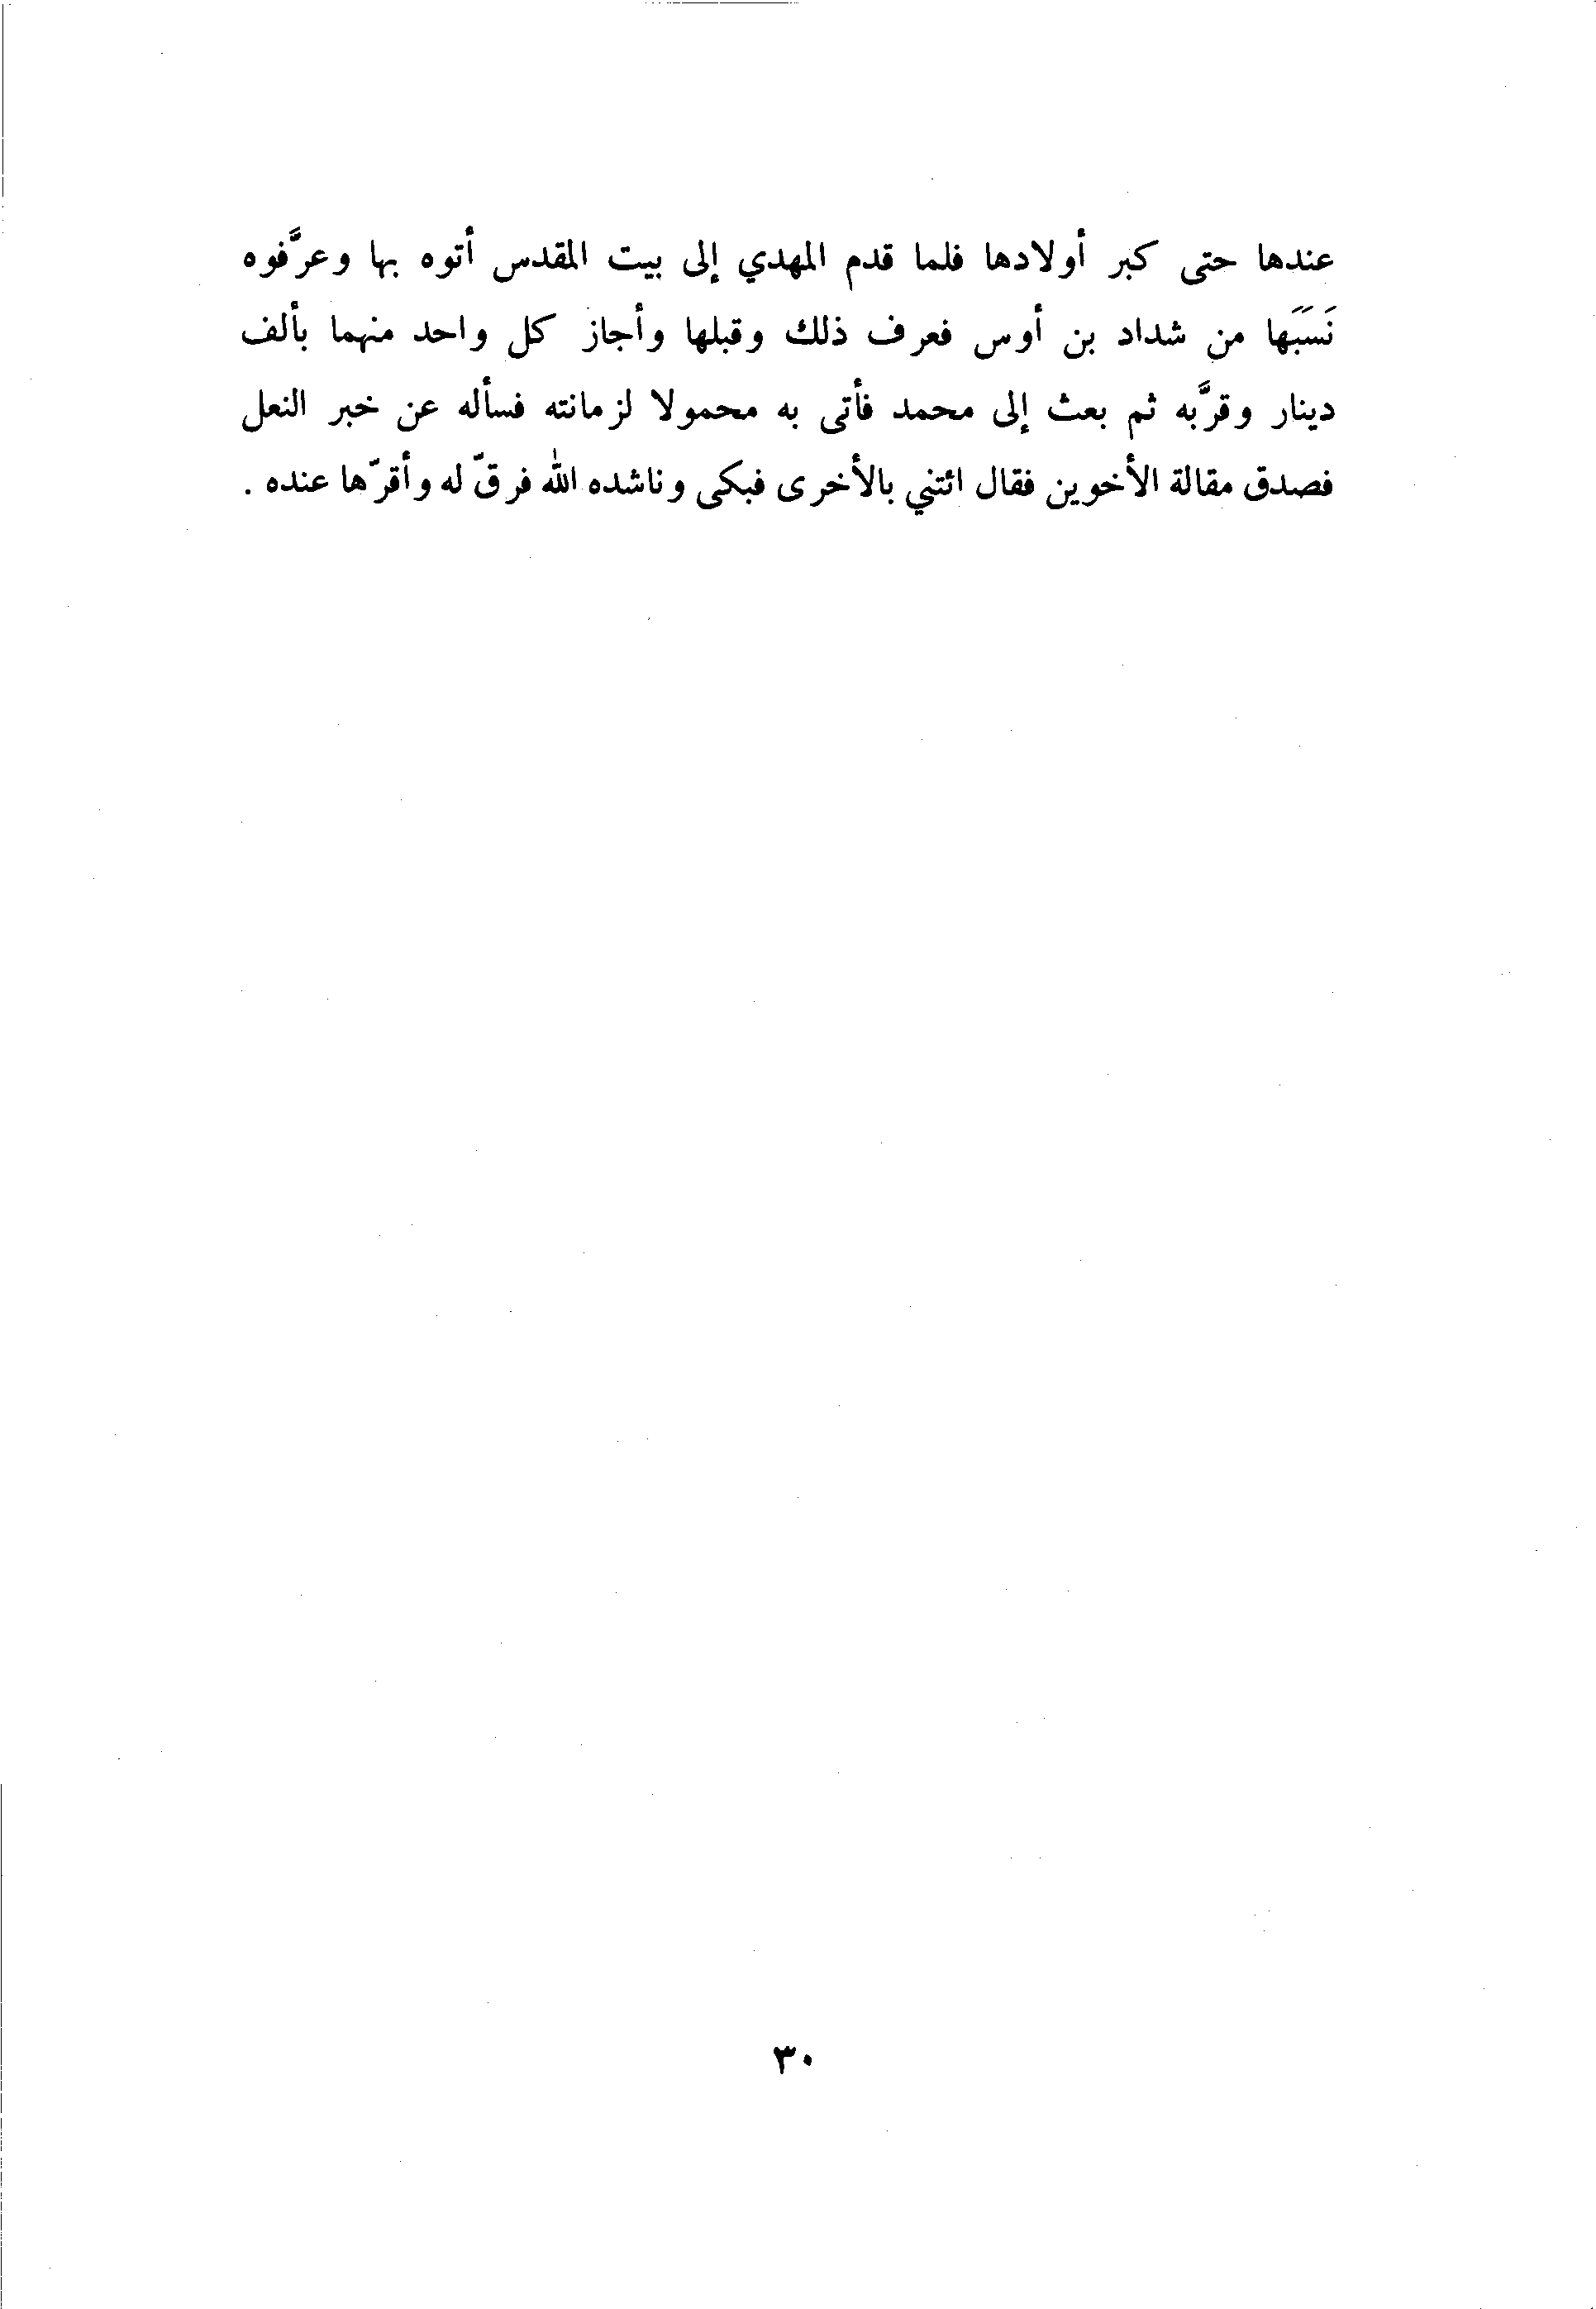 عندها حتى كبر أولادها فلما قدم المهدي إلى بيت المقدس أتوه بها وعرَّفوه
نَسَبَها من شداد بن أوس فعرف ذلك وقبلها وأجاز كل واحد منهما بألف
دينار وقرَّبه ثم بعث إلى محمد فأتى به محمولا لزمانته فسأله عن خبر النعل
فصدق مقالة الأخوين فقال ائتني بالأخرى فبكى وناشده الله فرقّ له وأقرّها عنده .
٣٠